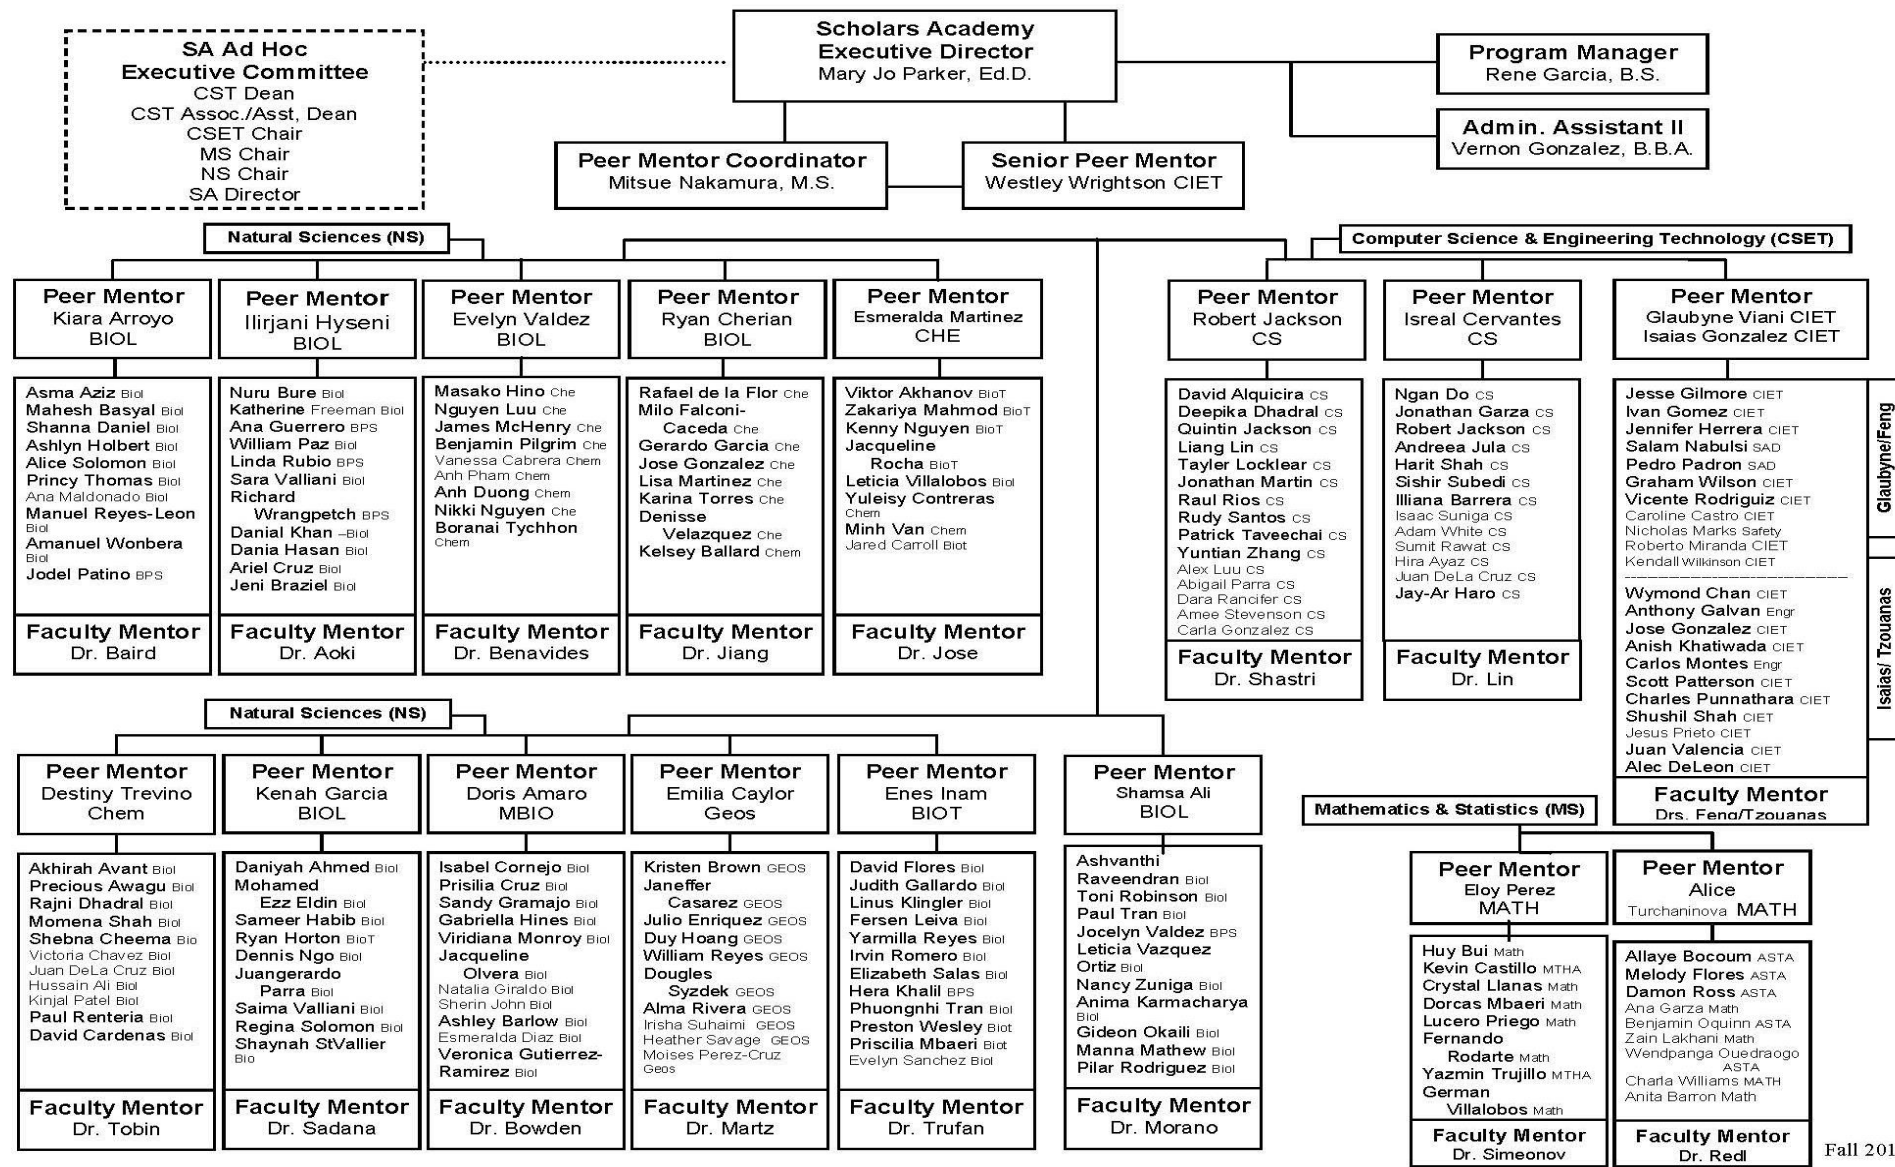 Scholars Academy
Executive Director
Mary Jo Parker, Ed.D.
SA Ad Hoc
Executive Committee
CST Dean
CST Assoc./Asst, Dean
CSET Chair
MS Chair
NS Chair
SA Director
Program Manager
Rene Garcia, B.S.
Admin. Assistant II
Vernon Gonzalez, B.B.A.
Peer Mentor Coordinator
Mitsue Nakamura, M.S.
Senior Peer Mentor
Westley Wrightson CIET
Natural Sciences (NS)
Peer Mentor
Kiara Arroyo
BIOL
Asma Aziz Biol
Mahesh Basyal Biol
Shanna Daniel Biol
Ashlyn Holbert Biol
Alice Solomon Biol
Princy Thomas Biol
Ana Maldonado Biol
Manuel Reyes-Leon
Biol
Amanuel Wonbera
Biol
Jodel Patino BPS
Faculty Mentor
Dr. Baird
Peer Mentor
Ilirjani Hyseni
BIOL
Nuru Bure Biol
Katherine Freeman Biol
Ana Guerrero BPS
William Paz Biol
Linda Rubio BPS
Sara Valliani Biol
Richard
Wrangpetch BPS
Danial Khan –Biol
Dania Hasan Biol
Ariel Cruz Biol
Jeni Braziel Biol
Faculty Mentor
Dr. Aoki
Peer Mentor
Evelyn Valdez
BIOL
Masako Hino Che
Nguyen Luu Che
James McHenry Che
Benjamin Pilgrim Che
Vanessa Cabrera Chem
Anh Pham Chem
Anh Duong Chem
Nikki Nguyen Che
Boranai Tychhon
Chem
Faculty Mentor
Dr. Benavides
Peer Mentor
Ryan Cherian
BIOL
Rafael de la Flor Che
Milo Falconi-
Caceda Che
Gerardo Garcia Che
Jose Gonzalez Che
Lisa Martinez Che
Karina Torres Che
Denisse
Velazquez Che
Kelsey Ballard Chem
Faculty Mentor
Dr. Jiang
Peer Mentor
Esmeralda Martinez
CHE
Viktor Akhanov BioT
Zakariya Mahmod BioT
Kenny Nguyen BioT
Jacqueline
Rocha BioT
Leticia Villalobos Biol
Yuleisy Contreras
Chem
Minh Van Chem
Jared Carroll Biot
Faculty Mentor
Dr. Jose
Computer Science & Engineering Technology (CSET)
Peer Mentor
Robert Jackson
CS
David Alquicira CS
Deepika Dhadral CS
Quintin Jackson CS
Liang Lin CS
Tayler Locklear CS
Jonathan Martin CS
Raul Rios CS
Rudy Santos CS
Patrick Taveechai CS
Yuntian Zhang CS
Alex Luu CS
Abigail Parra CS
Dara Rancifer CS
Amee Stevenson CS
Carla Gonzalez CS
Faculty Mentor
Dr. Shastri
Peer Mentor
Isreal Cervantes
CS
Ngan Do CS
Jonathan Garza CS
Robert Jackson CS
Andreea Jula CS
Harit Shah CS
Sishir Subedi CS
Illiana Barrera CS
Isaac Suniga CS
Adam White CS
Sumit Rawat CS
Hira Ayaz CS
Juan DeLa Cruz CS
Jay-Ar Haro CS
Faculty Mentor
Dr. Lin
Peer Mentor
Glaubyne Viani CIET
Isaias Gonzalez CIET
Jesse Gilmore CIET
Ivan Gomez CIET
Jennifer Herrera CIET
Salam Nabulsi SAD
Pedro Padron SAD
Graham Wilson CIET
Vicente Rodriguiz CIET
Caroline Castro CIET
Nicholas Marks Safety
Roberto Miranda CIET
Kendall Wilkinson CIET
Wymond Chan CIET
Anthony Galvan Engr
Jose Gonzalez CIET
Anish Khatiwada CIET
Carlos Montes Engr
Scott Patterson CIET
Charles Punnathara CIET
Shushil Shah CIET
Jesus Prieto CIET
Juan Valencia CIET
Alec DeLeon CIET
Faculty Mentor
Drs. Feng/Tzouanas
Glaubyne/Feng
Isaias/ Tzouanas
Natural Sciences (NS)
Peer Mentor
Destiny Trevino
Chem
Akhirah Avant Biol
Precious Awagu Biol
Rajni Dhadral Biol
Momena Shah Biol
Shebna Cheema Bio
Victoria Chavez Biol
Juan DeLa Cruz Biol
Hussain Ali Biol
Kinjal Patel Biol
Paul Renteria Biol
David Cardenas Biol
Faculty Mentor
Dr. Tobin
Peer Mentor
Kenah Garcia
BIOL
Daniyah Ahmed Biol
Mohamed
Ezz Eldin Biol
Sameer Habib Biol
Ryan Horton BioT
Dennis Ngo Biol
Juangerardo
Parra Biol
Saima Valliani Biol
Regina Solomon Biol
Shaynah StVallier
Bio
Faculty Mentor
Dr. Sadana
Peer Mentor
Doris Amaro
MBIO
Isabel Cornejo Biol
Prisilia Cruz Biol
Sandy Gramajo Biol
Gabriella Hines Biol
Viridiana Monroy Biol
Jacqueline
Olvera Biol
Natalia Giraldo Biol
Sherin John Biol
Ashley Barlow Biol
Esmeralda Diaz Biol
Veronica Gutierrez-
Ramirez Biol
Faculty Mentor
Dr. Bowden
Peer Mentor
Emilia Caylor
Geos
Kristen Brown GEOS
Janeffer
Casarez GEOS
Julio Enriquez GEOS
Duy Hoang GEOS
William Reyes GEOS
Dougles
Syzdek GEOS
Alma Rivera GEOS
Irisha Suhaimi GEOS
Heather Savage GEOS
Moises Perez-Cruz
Geos
Faculty Mentor
Dr. Martz
Peer Mentor
Enes Inam
BIOT
David Flores Biol
Judith Gallardo Biol
Linus Klingler Biol
Fersen Leiva Biol
Yarmilla Reyes Biol
Irvin Romero Biol
Elizabeth Salas Biol
Hera Khalil BPS
Phuongnhi Tran Biol
Preston Wesley Biot
Priscilia Mbaeri Biot
Evelyn Sanchez Biol
Faculty Mentor
Dr. Trufan
Peer Mentor
Shamsa Ali
BIOL
Ashvanthi
Raveendran Biol
Toni Robinson Biol
Paul Tran Biol
Jocelyn Valdez BPS
Leticia Vazquez
Ortiz Biol
Nancy Zuniga Biol
Anima Karmacharya
Biol
Gideon Okaili Biol
Manna Mathew Biol
Pilar Rodriguez Biol
Faculty Mentor
Dr. Morano
Mathematics & Statistics (MS)
Peer Mentor
Eloy Perez
MATH
Huy Bui Math
Kevin Castillo MTHA
Crystal Llanas Math
Dorcas Mbaeri Math
Lucero Priego Math
Fernando
Rodarte Math
Yazmin Trujillo MTHA
German
Villalobos Math
Faculty Mentor
Dr. Simeonov
Peer Mentor
Alice
Turchaninova MATH
Allaye Bocoum ASTA
Melody Flores ASTA
Damon Ross ASTA
Ana Garza Math
Benjamin Oquinn ASTA
Zain Lakhani Math
Wendpanga Ouedraogo
ASTA
Charla Williams MATH
Anita Barron Math
Faculty Mentor
Dr. Redl
Fall 201